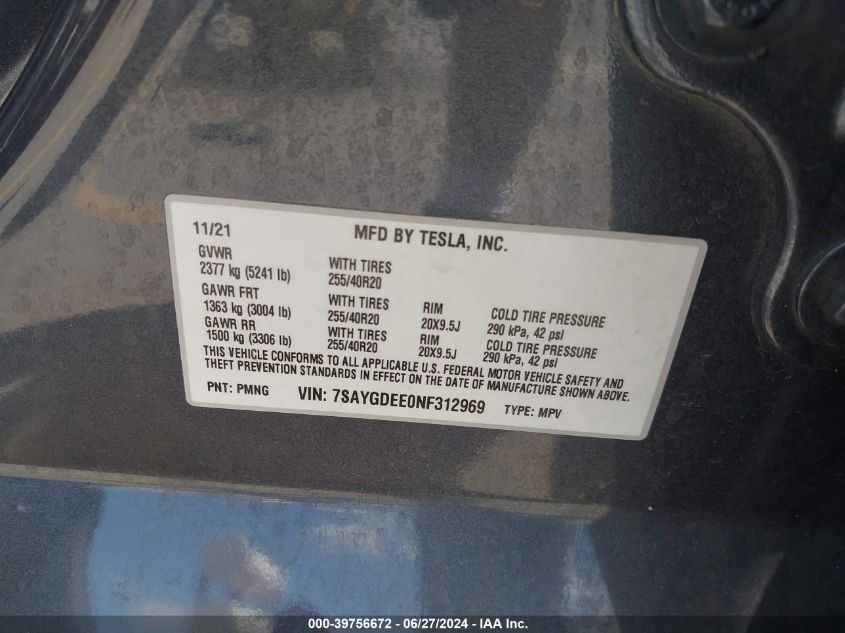 11/21 MFD BY TESLA, INC.
GVWR
2377 kg (5241 lb) WITH TIRES 255/40R20
GAWR FRT
1363 kg (3004 lb) WITH TIRES 255/40R20 RIM 20X9.5J COLD TIRE PRESSURE 290 kPa, 42 psi
GAWR RR
1500 kg (3306 lb) WITH TIRES 255/40R20 RIM 20X9.5J COLD TIRE PRESSURE 290 kPa, 42 psi
THIS VEHICLE CONFORMS TO ALL APPLICABLE U.S. FEDERAL MOTOR VEHICLE SAFETY AND
THEFT PREVENTION STANDARDS IN EFFECT ON THE DATE OF MANUFACTURE SHOWN ABOVE.
PNT: PMNG VIN: 7SAYGDEE0NF312969 TYPE: MPV
000-39756672 - 06/27/2024 - IAA Inc.